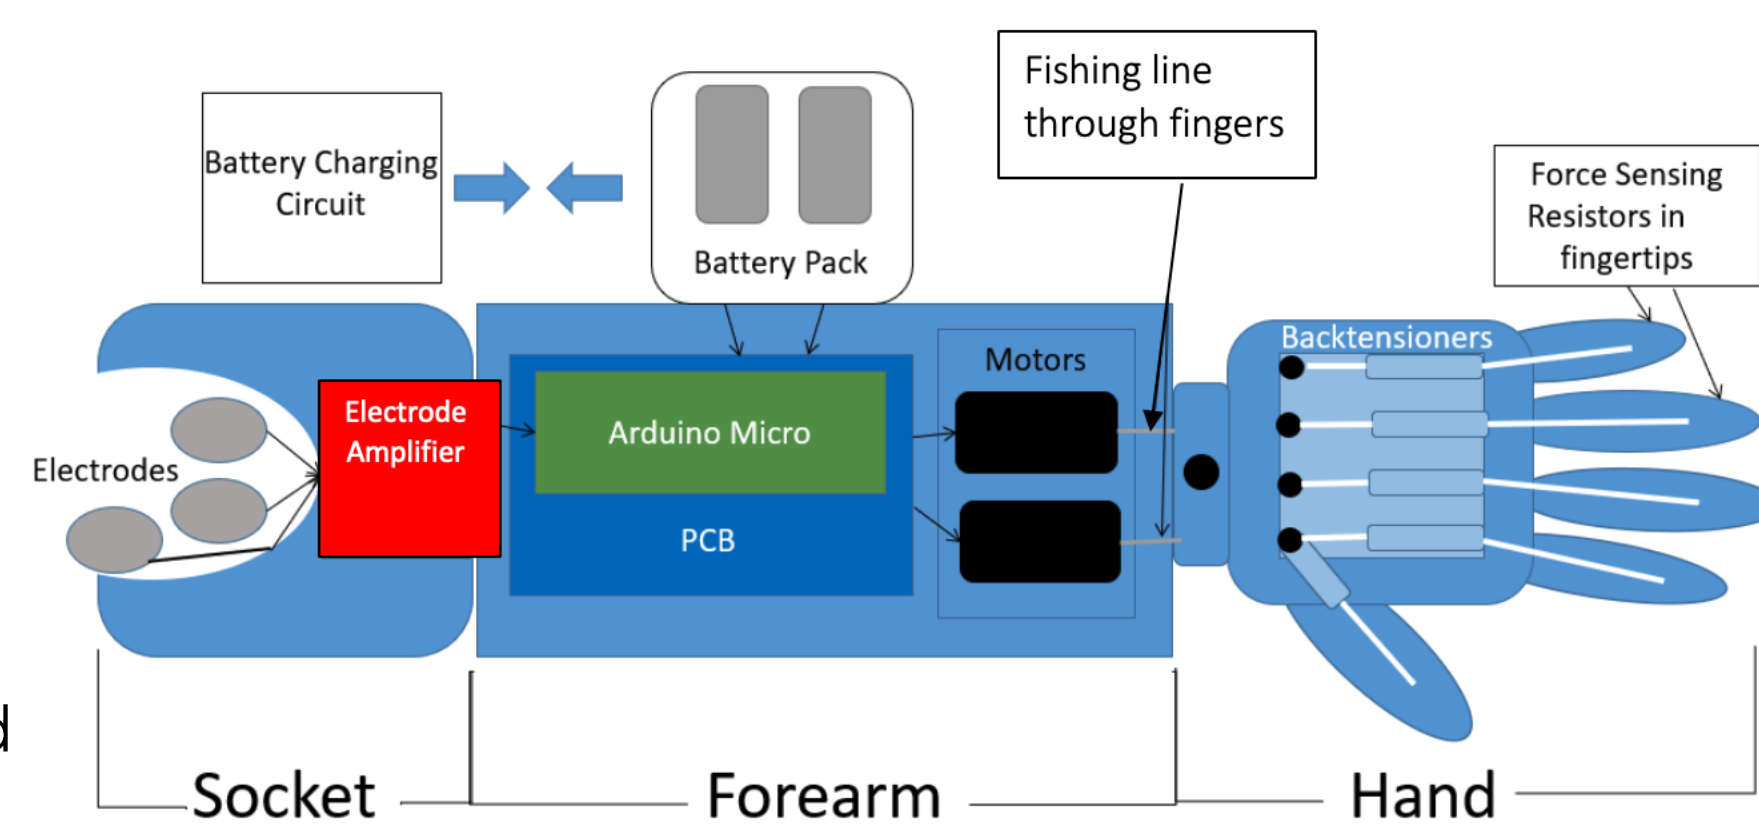 Battery Charging
Circuit
Battery Pack
Fishing line
through fingers
Force Sensing
Resistors in
fingertips
Electrodes
Electrode
Amplifier
Arduino Micro
PCB
Motors
Backtensioners
d
Socket
Forearm
Hand